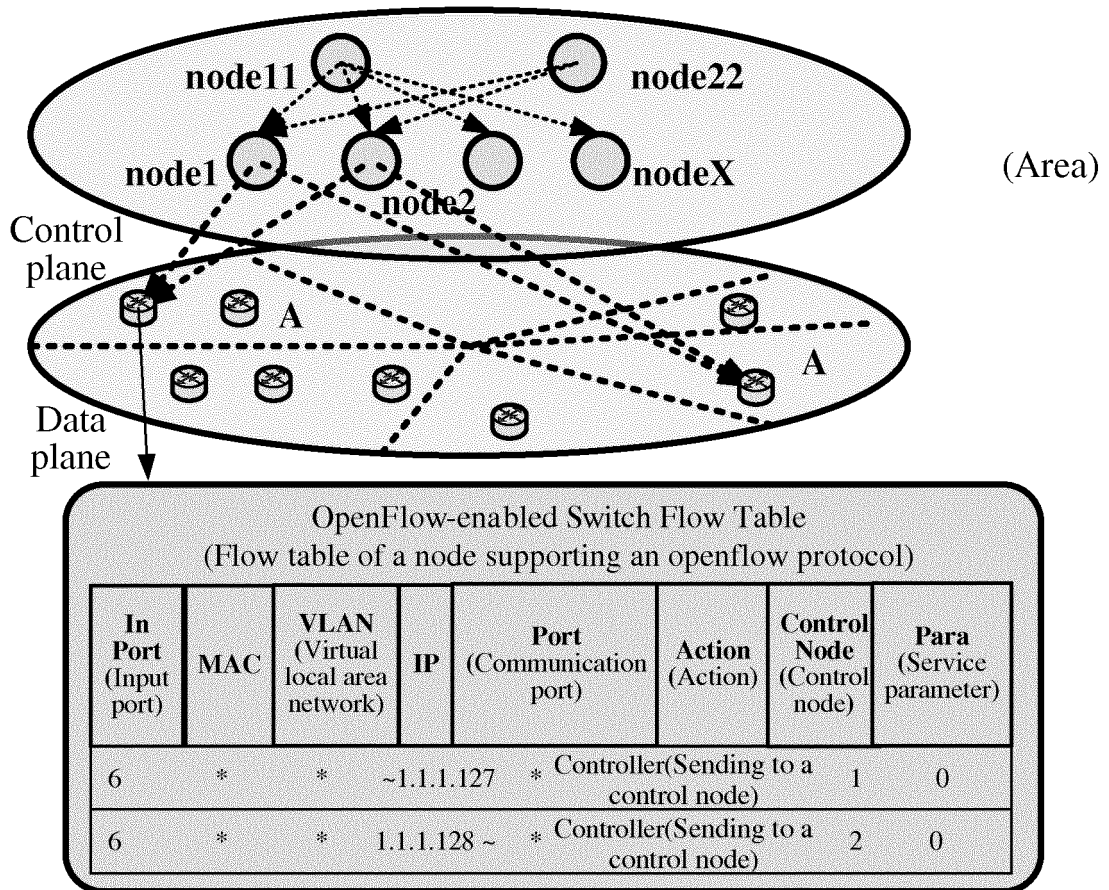 node11
node22
node1
node2
nodeX
(Area)
Control
plane
A
A
Data
plane
OpenFlow-enabled Switch Flow Table
(Flow table of a node supporting an openflow protocol)
In
Port
(Input
port)
MAC
VLAN
(Virtual
local area
network)
IP
Port
(Communication
port)
Action
(Action)
Control
Node
(Control
node)
Para
(Service
parameter)
6 * * ~1.1.1.127 * Controller(Sending to a
control node) 1 0
6 * * 1.1.1.128 ~ * Controller(Sending to a
control node) 2 0